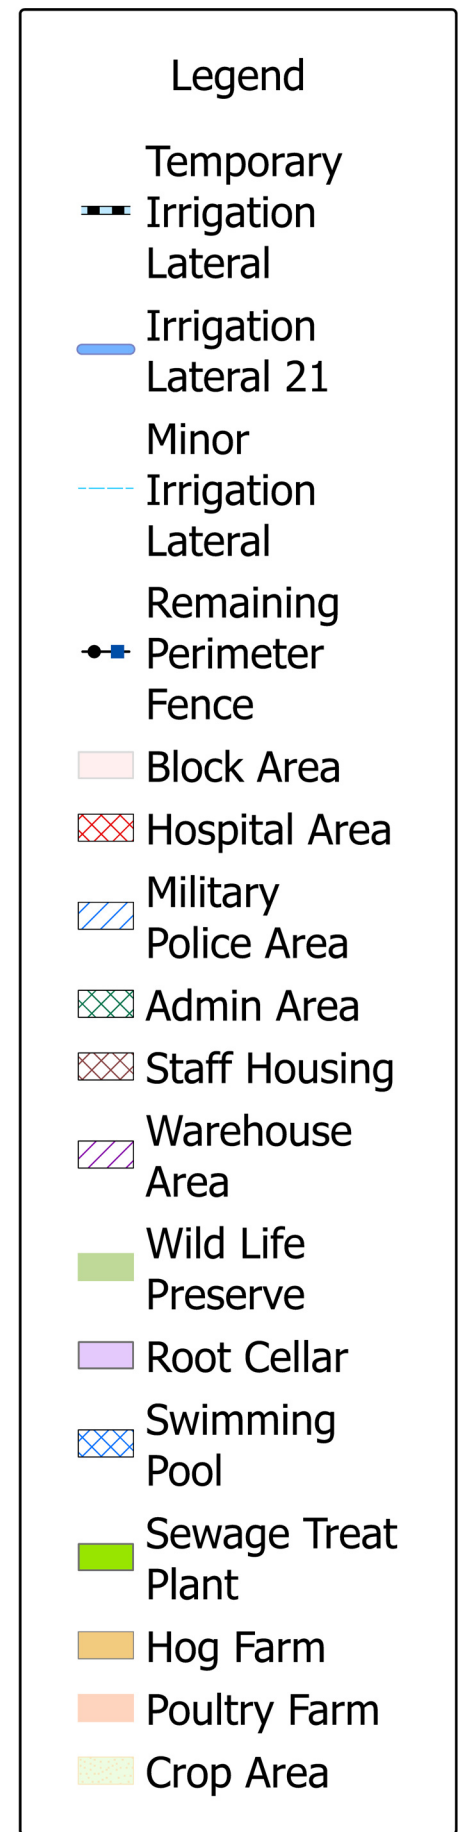 Legend
Temporary
Irrigation
Lateral
Irrigation
Lateral 21
Minor
Irrigation
Lateral
Remaining
Perimeter
Fence
Block Area
Hospital Area
Military
Police Area
Admin Area
Staff Housing
Warehouse
Area
Wild Life
Preserve
Root Cellar
Swimming
Pool
Sewage Treat
Plant
Hog Farm
Poultry Farm
Crop Area